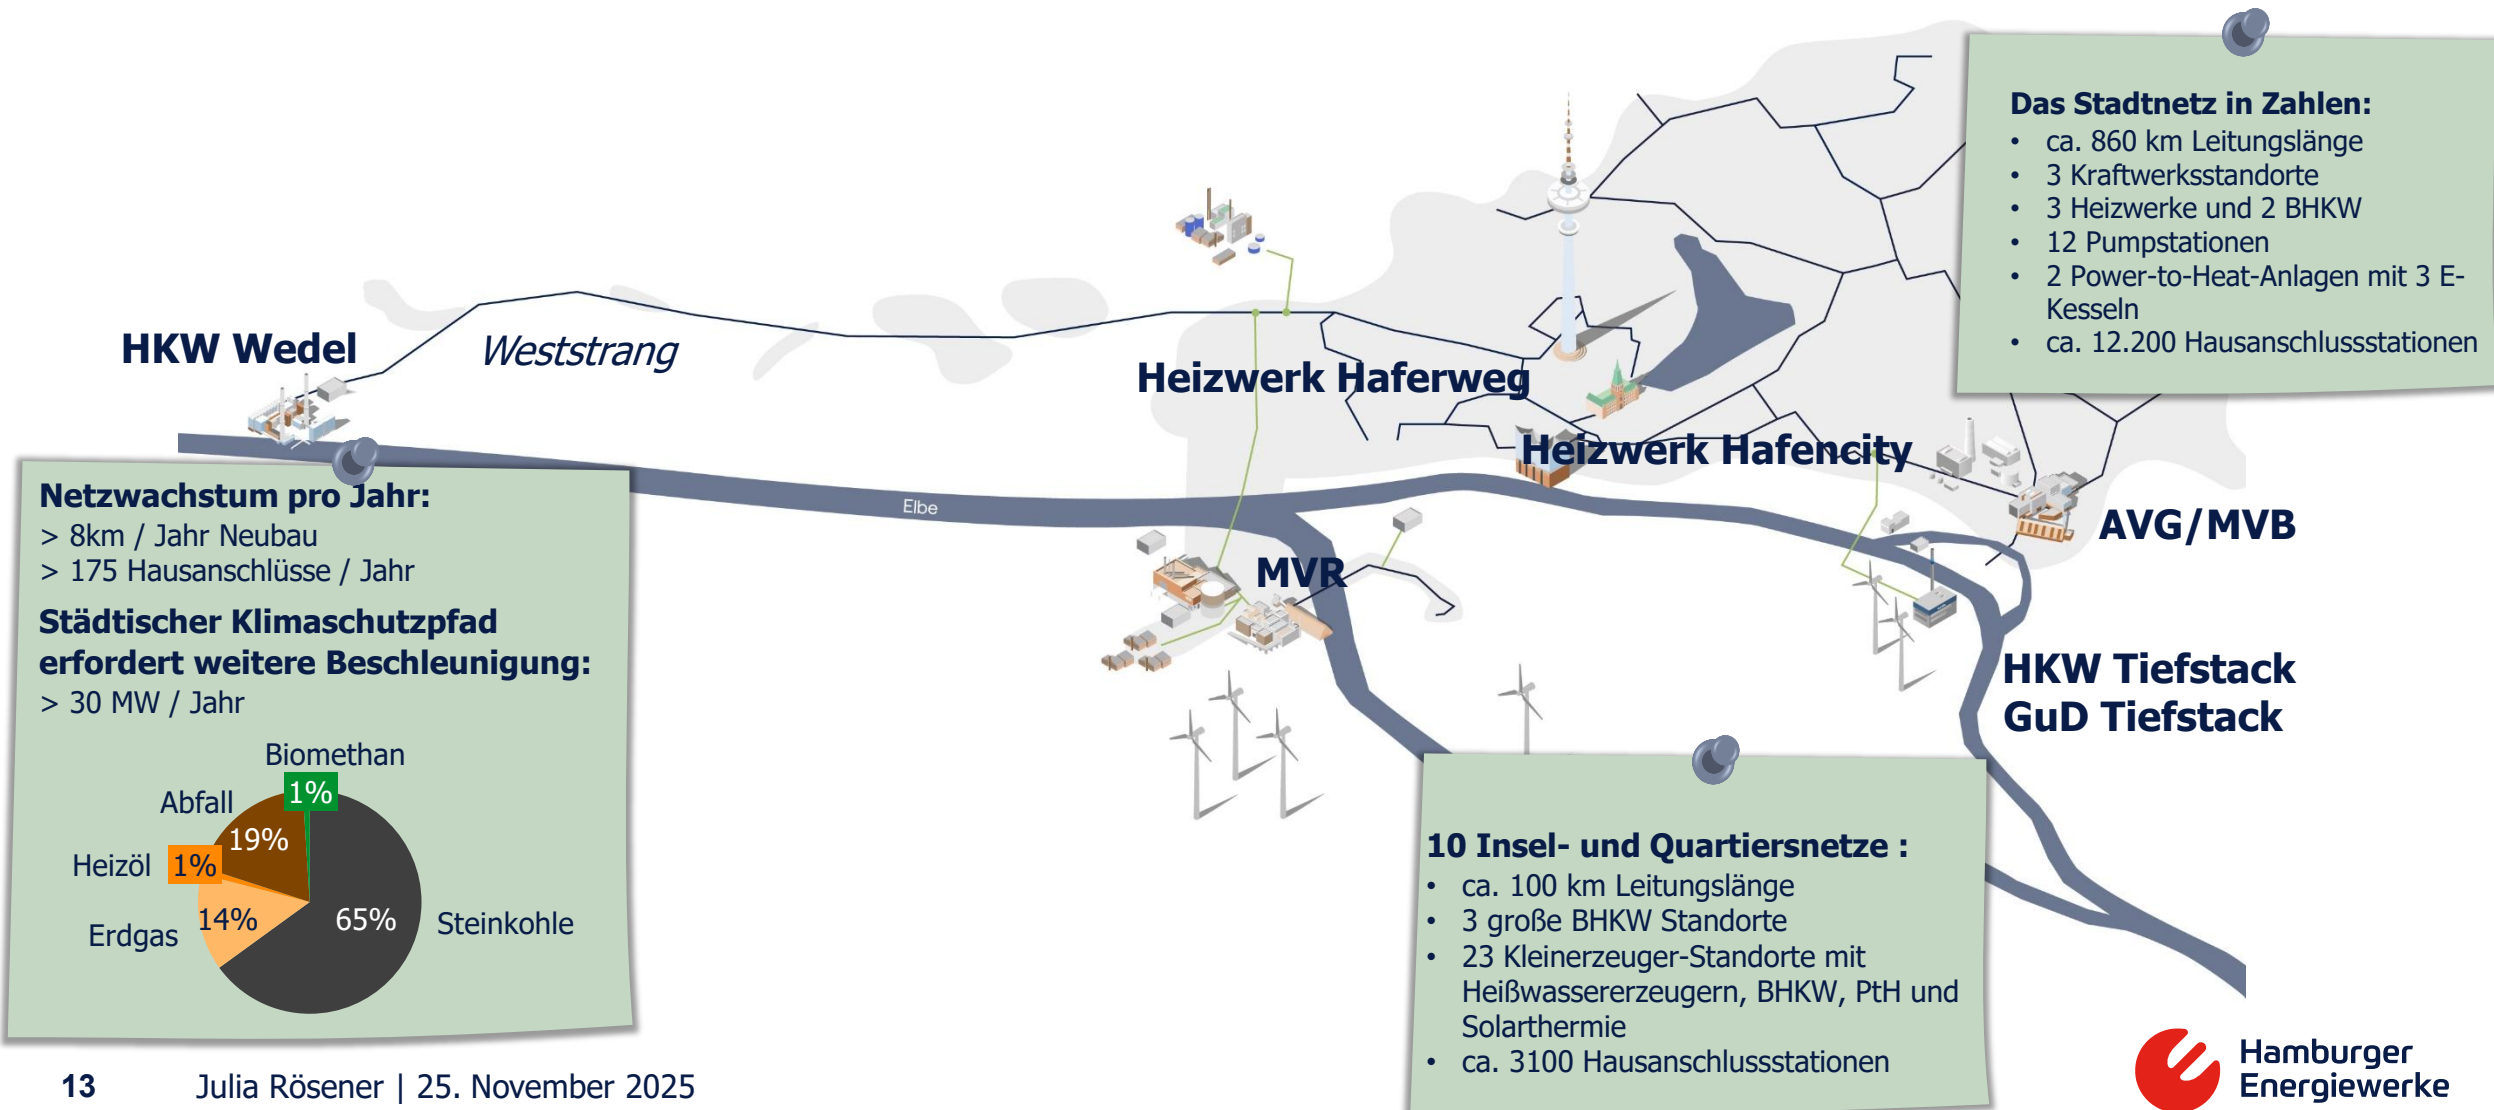 Das Stadtnetz in Zahlen:
• ca. 860 km Leitungslänge
• 3 Kraftwerksstandorte
• 3 Heizwerke und 2 BHKW
• 12 Pumpstationen
• 2 Power-to-Heat-Anlagen mit 3 E-
Kesseln
• ca. 12.200 Hausanschlussstationen
HKW Wedel
Weststrang
Heizwerk Haferweg
Heizwerk Hafencity
Elbe
AVG/MVB
MVR
HKW Tiefstack
GuD Tiefstack
Netzwachstum pro Jahr:
> 8km / Jahr Neubau
> 175 Hausanschlüsse / Jahr
Städtischer Klimaschutzpfad
erfordert weitere Beschleunigung:
> 30 MW / Jahr
Biomethan
1%
Abfall
19%
Heizöl 1%
Erdgas
14%
65%
Steinkohle
10 Insel- und Quartiersnetze :
• ca. 100 km Leitungslänge
• 3 große BHKW Standorte
• 23 Kleinerzeuger-Standorte mit
Heißwassererzeugern, BHKW, PtH und
Solarthermie
• ca. 3100 Hausanschlussstationen
13 Julia Rösener | 25. November 2025
Hamburger
Energiewerke